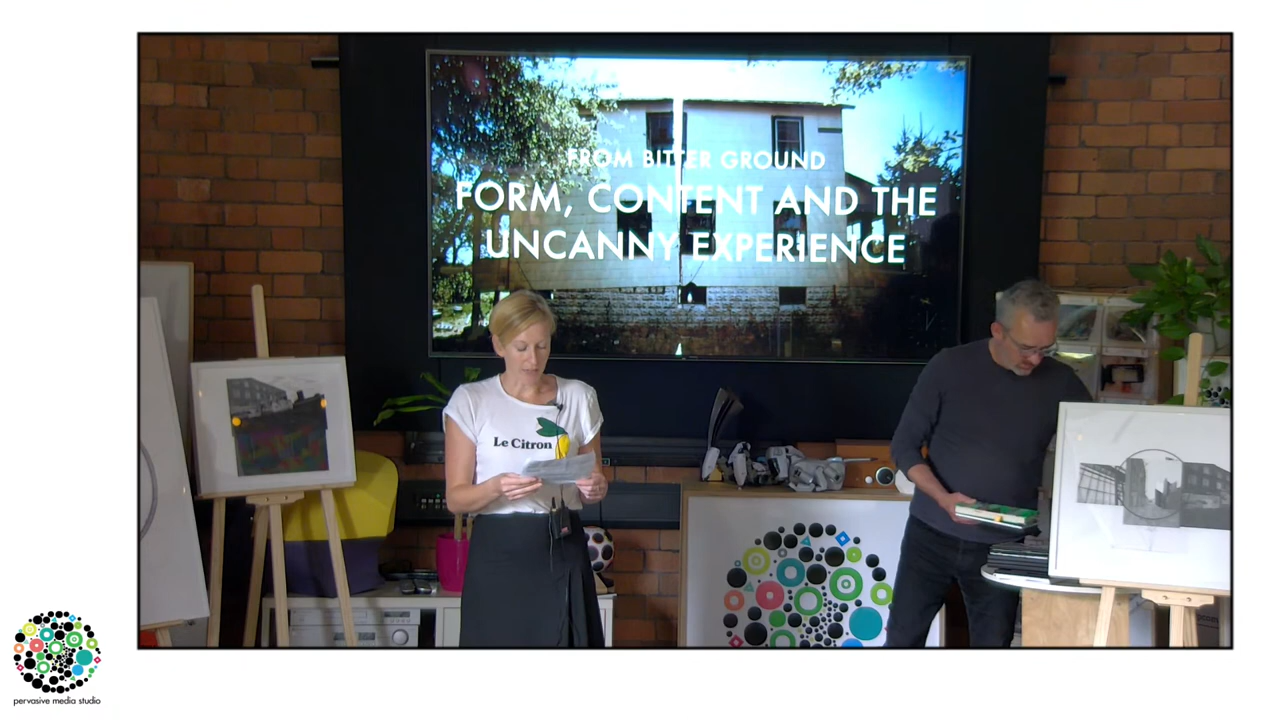 FROM BITTER GROUND
FORM, CONTENT AND THE
UNCANNY EXPERIENCE
Le Citron
pervasive media studio